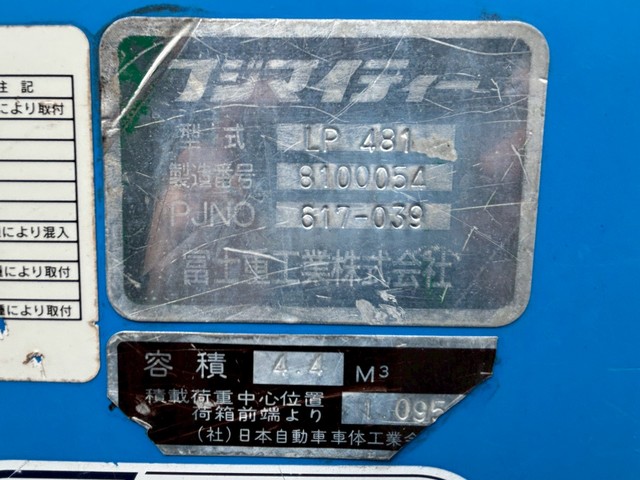 注記
により取付
により混入
重により取付
重により取付
フジマイティー
型式 LP 481
製造番号 8100054
PJNO 617-039
富士重工業株式会社
容積 4.4 M³
積載荷重中心位置
荷箱前端より 1 095
(社)日本自動車車体工業